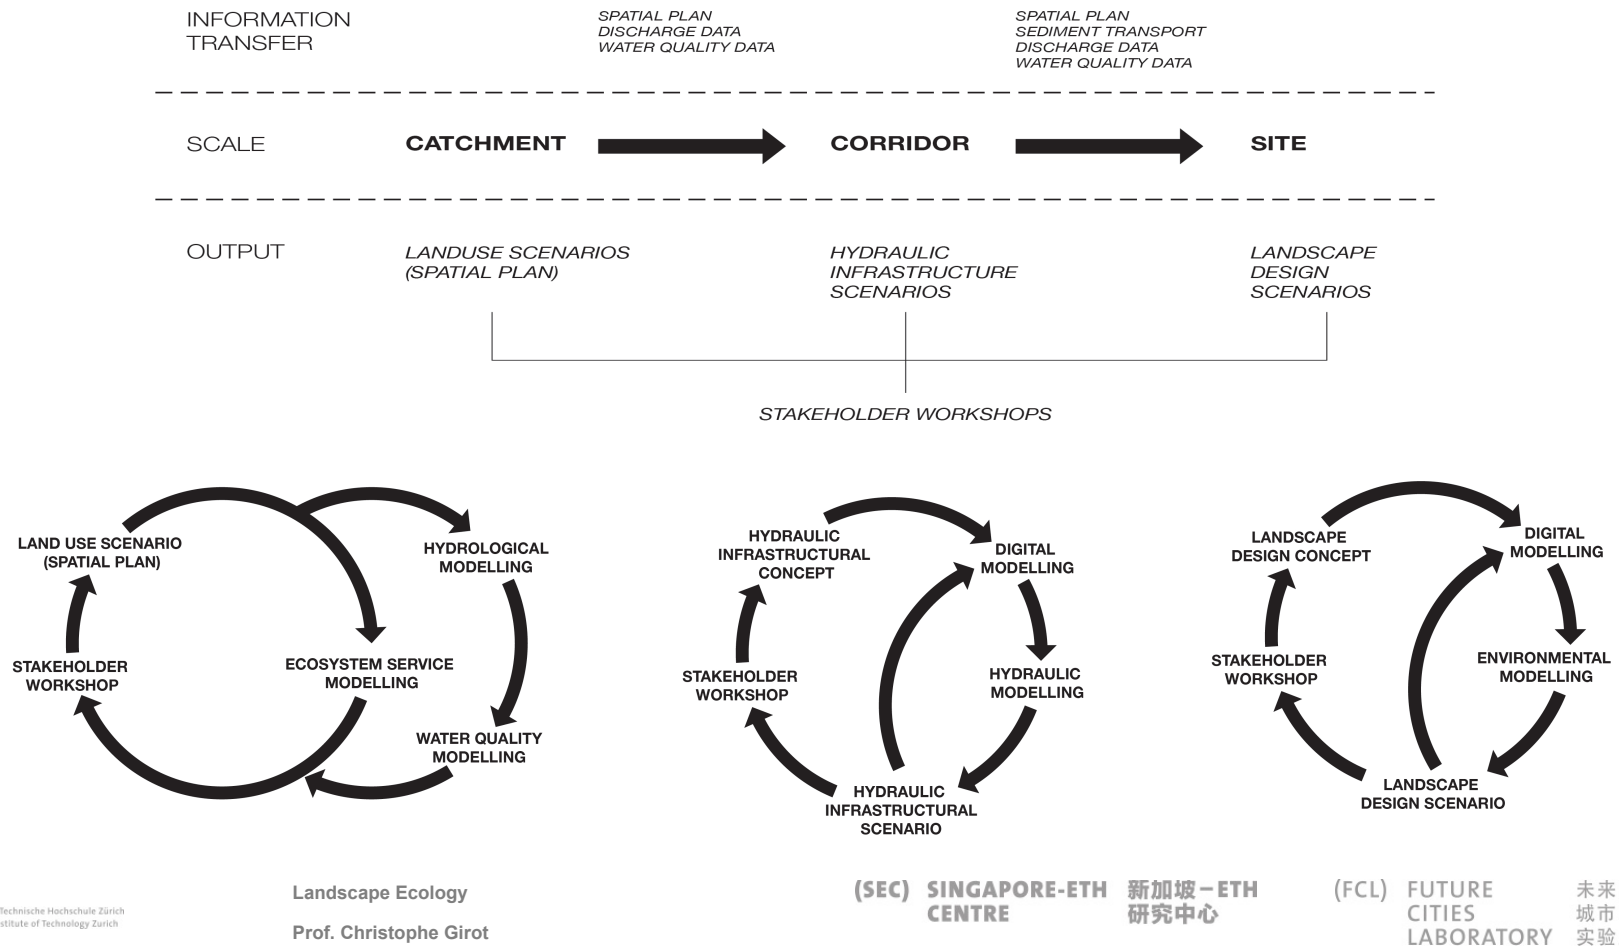 INFORMATION
TRANSFER
SPATIAL PLAN
DISCHARGE DATA
WATER QUALITY DATA
SPATIAL PLAN
SEDIMENT TRANSPORT
DISCHARGE DATA
WATER QUALITY DATA
SCALE
CATCHMENT
CORRIDOR
SITE
OUTPUT
LANDUSE SCENARIOS
(SPATIAL PLAN)
HYDRAULIC
INFRASTRUCTURE
SCENARIOS
LANDSCAPE
DESIGN
SCENARIOS
STAKEHOLDER WORKSHOPS
LAND USE SCENARIO
(SPATIAL PLAN)
HYDROLOGICAL
MODELLING
STAKEHOLDER
WORKSHOP
ECOSYSTEM SERVICE
MODELLING
WATER QUALITY
MODELLING
HYDRAULIC
INFRASTRUCTURAL
CONCEPT
DIGITAL
MODELLING
STAKEHOLDER
WORKSHOP
HYDRAULIC
MODELLING
HYDRAULIC
INFRASTRUCTURAL
SCENARIO
LANDSCAPE
DESIGN CONCEPT
DIGITAL
MODELLING
STAKEHOLDER
WORKSHOP
ENVIRONMENTAL
MODELLING
LANDSCAPE
DESIGN SCENARIO
Technische Hochschule Zürich
stitute of Technology Zurich
Landscape Ecology
Prof. Christophe Girot
(SEC) SINGAPORE-ETH
CENTRE
新加坡－ETH
研究中心
(FCL) FUTURE
CITIES
LABORATORY
未来
城市
实验